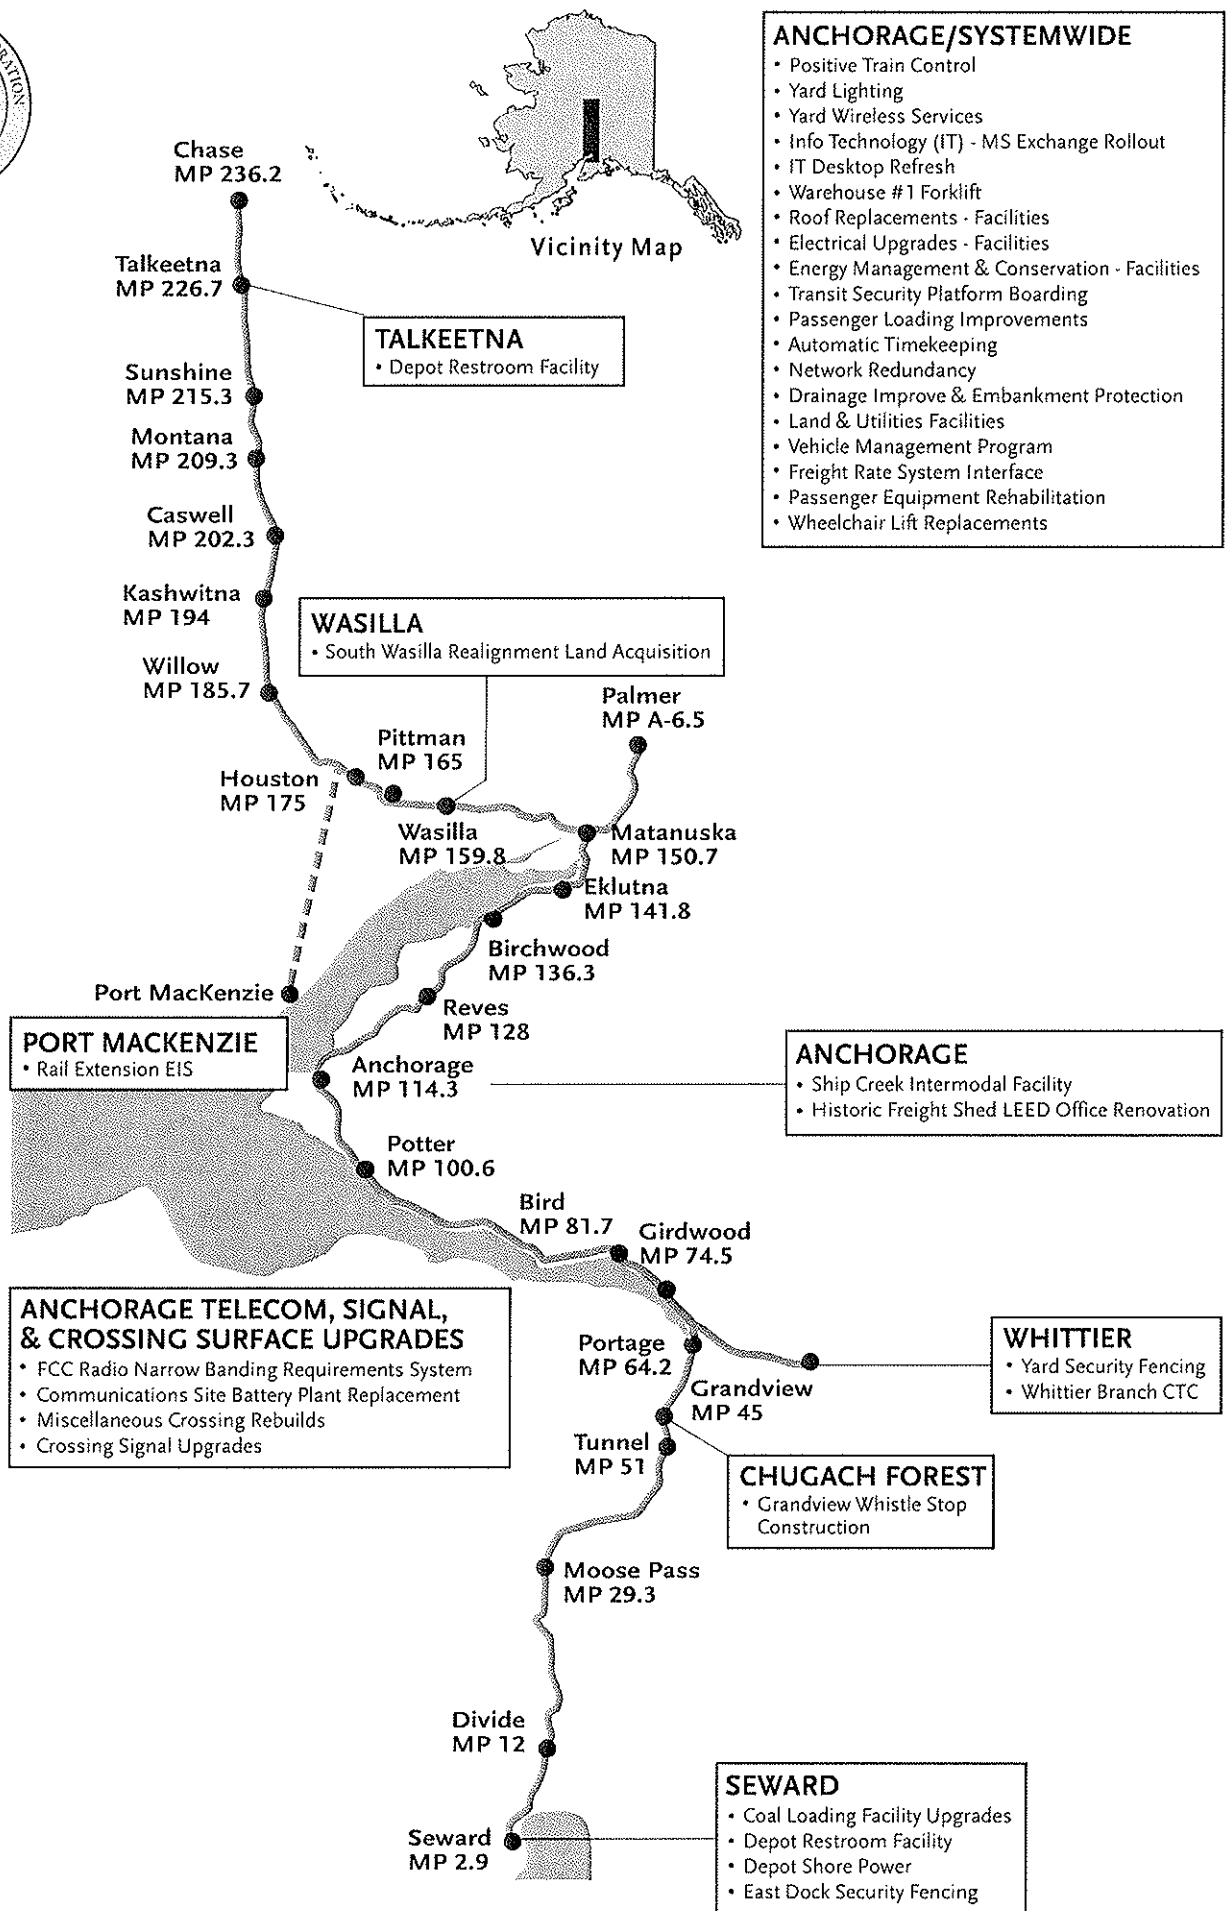 RATION
ANCHORAGE/SYSTEMWIDE
• Positive Train Control
• Yard Lighting
• Yard Wireless Services
• Info Technology (IT) - MS Exchange Rollout
• IT Desktop Refresh
• Warehouse #1 Forklift
• Roof Replacements - Facilities
• Electrical Upgrades - Facilities
• Energy Management & Conservation - Facilities
• Transit Security Platform Boarding
• Passenger Loading Improvements
• Automatic Timekeeping
• Network Redundancy
• Drainage Improve & Embankment Protection
• Land & Utilities Facilities
• Vehicle Management Program
• Freight Rate System Interface
• Passenger Equipment Rehabilitation
• Wheelchair Lift Replacements
Vicinity Map
Chase
MP 236.2
Talkeetna
MP 226.7
TALKEETNA
• Depot Restroom Facility
Sunshine
MP 215.3
Montana
MP 209.3
Caswell
MP 202.3
Kashwitna
MP 194
WASILLA
• South Wasilla Realignment Land Acquisition
Willow
MP 185.7
Palmer
MP A-6.5
Pittman
MP 165
Houston
MP 175
Wasilla
MP 159.8
Matanuska
MP 150.7
Eklutna
MP 141.8
Birchwood
MP 136.3
Port MacKenzie
Reves
MP 128
PORT MACKENZIE
• Rail Extension EIS
Anchorage
MP 114.3
ANCHORAGE
• Ship Creek Intermodal Facility
• Historic Freight Shed LEED Office Renovation
Potter
MP 100.6
Bird
MP 81.7
Girdwood
MP 74.5
ANCHORAGE TELECOM, SIGNAL,
& CROSSING SURFACE UPGRADES
• FCC Radio Narrow Banding Requirements System
• Communications Site Battery Plant Replacement
• Miscellaneous Crossing Rebuilds
• Crossing Signal Upgrades
Portage
MP 64.2
WHITTIER
• Yard Security Fencing
• Whittier Branch CTC
Grandview
MP 45
Tunnel
MP 51
CHUGACH FOREST
• Grandview Whistle Stop
Construction
Moose Pass
MP 29.3
Divide
MP 12
Seward
MP 2.9
SEWARD
• Coal Loading Facility Upgrades
• Depot Restroom Facility
• Depot Shore Power
• East Dock Security Fencing